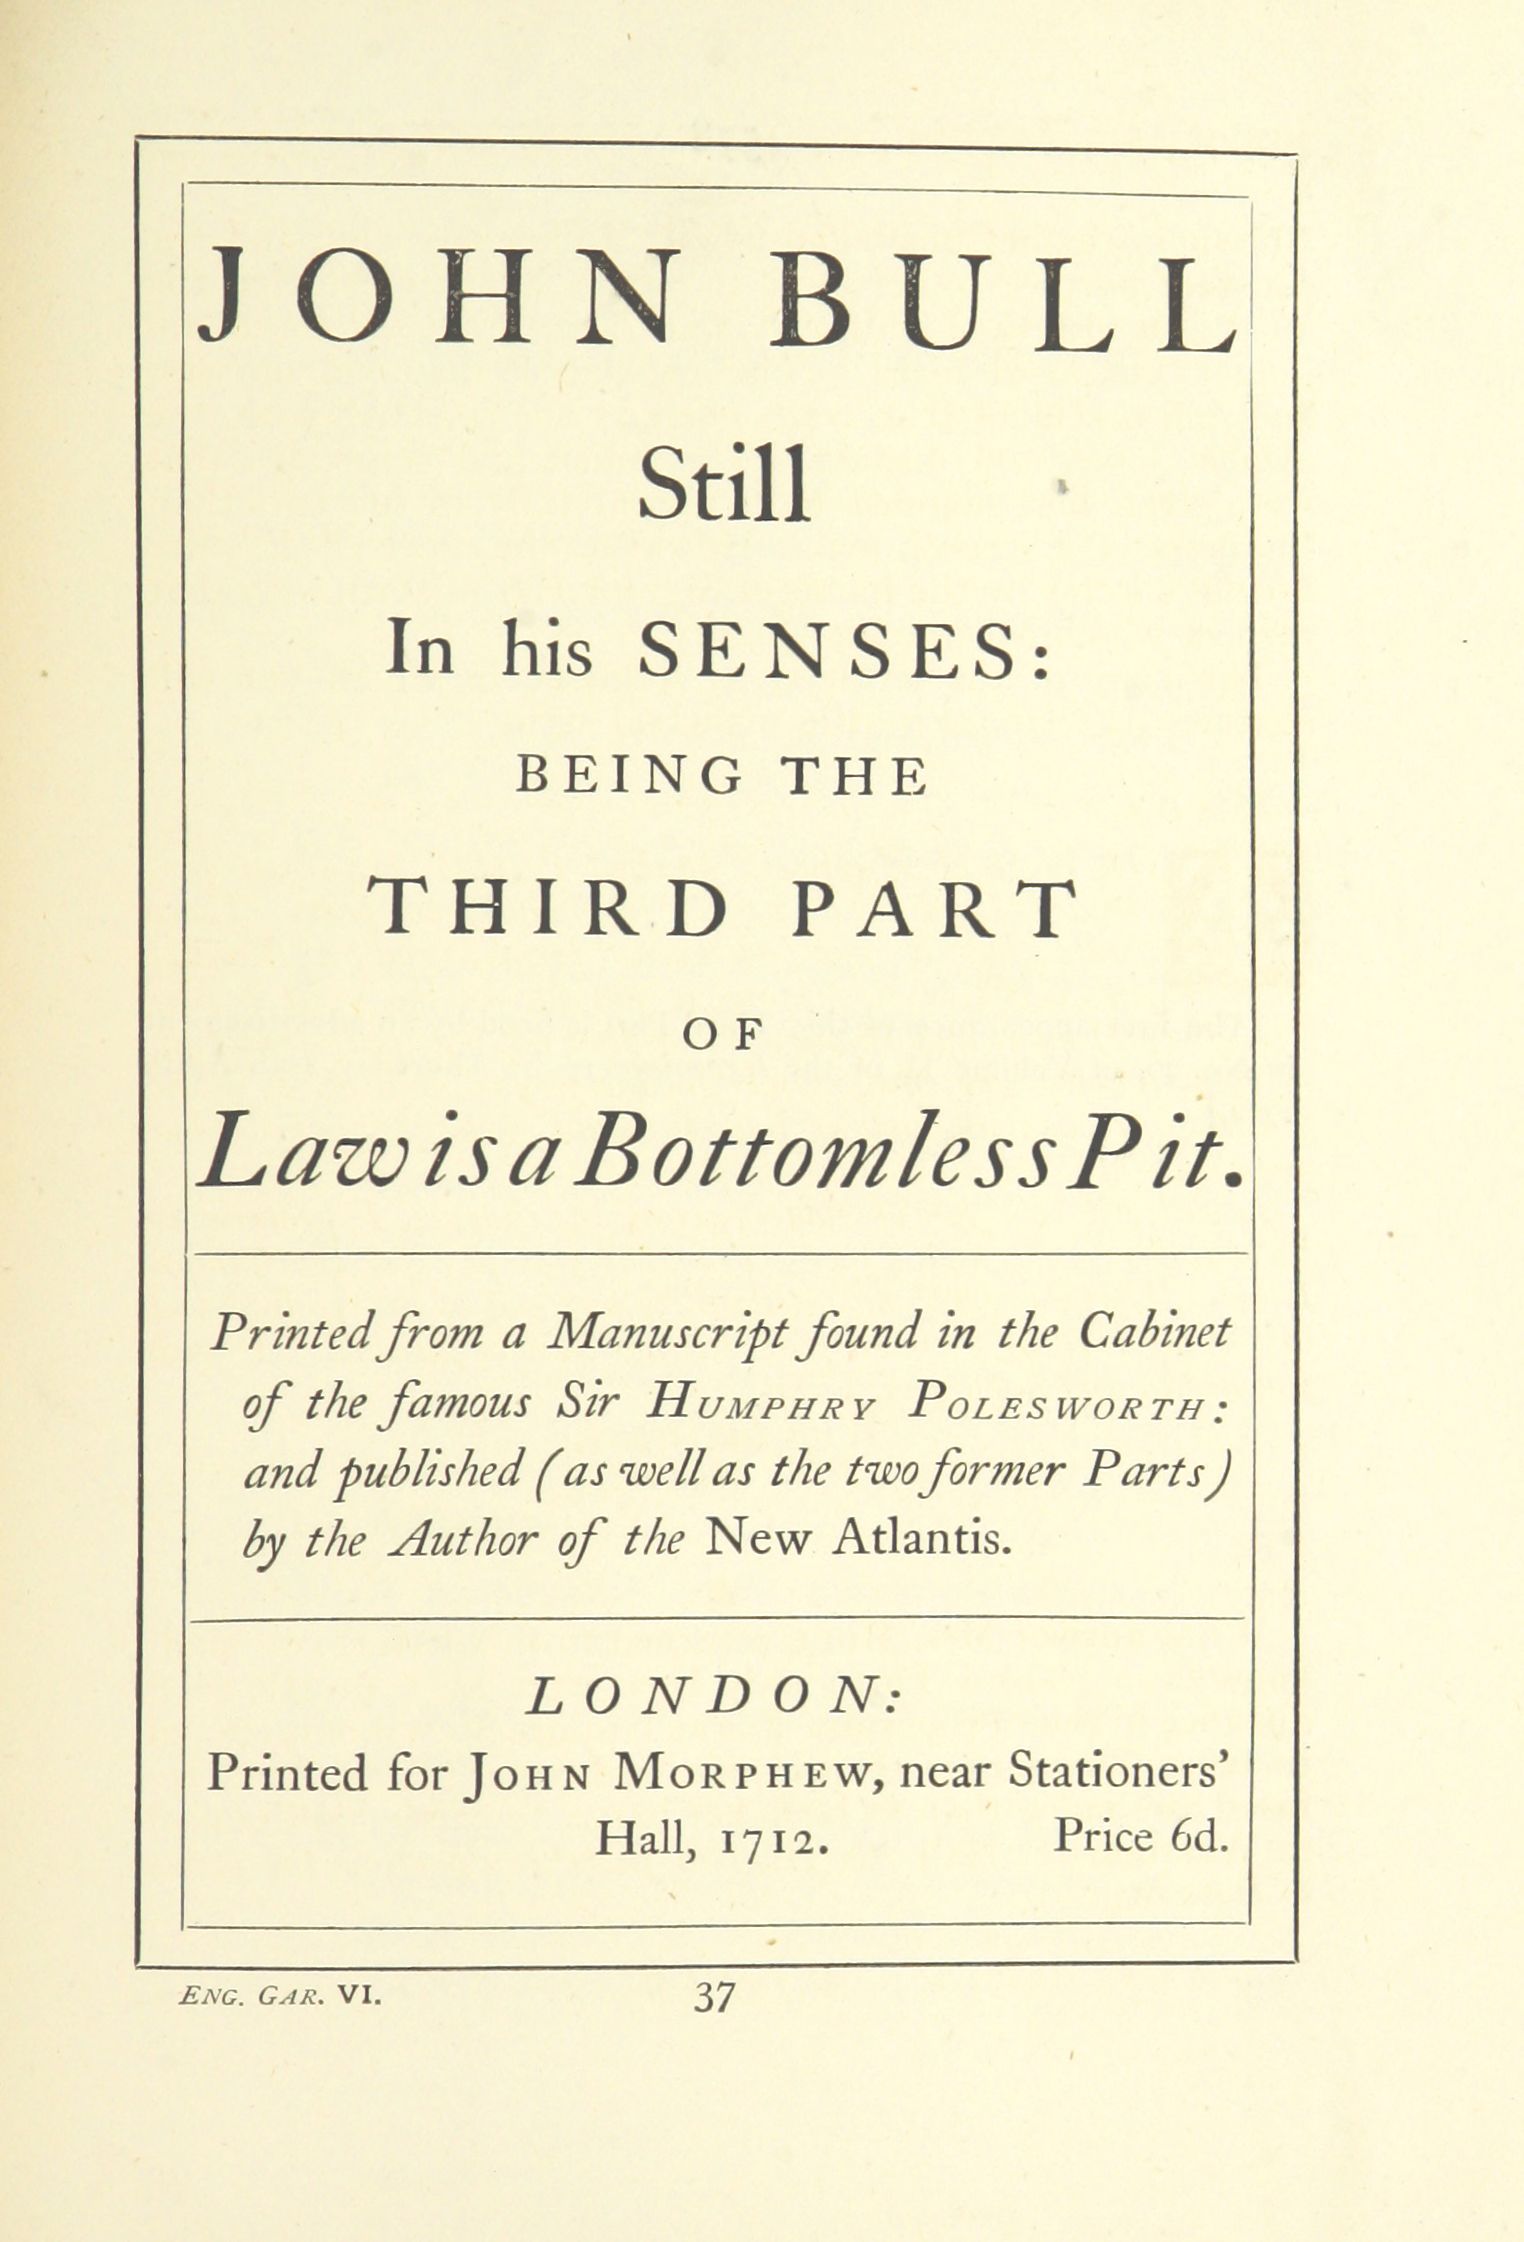 JOHN BULL
Still
In his SENSES:
BEING THE
THIRD PART
OF
Law is a Bottomless Pit.
Printed from a Manuscript found in the Cabinet
of the famous Sir HUMPHRY POLESWORTH:
and published (as well as the two former Parts)
by the Author of the New Atlantis.
LONDON:
Printed for JOHN MORPHEW, near Stationers'
Hall, 1712. Price 6d.
ENG. GAR. VI. 37